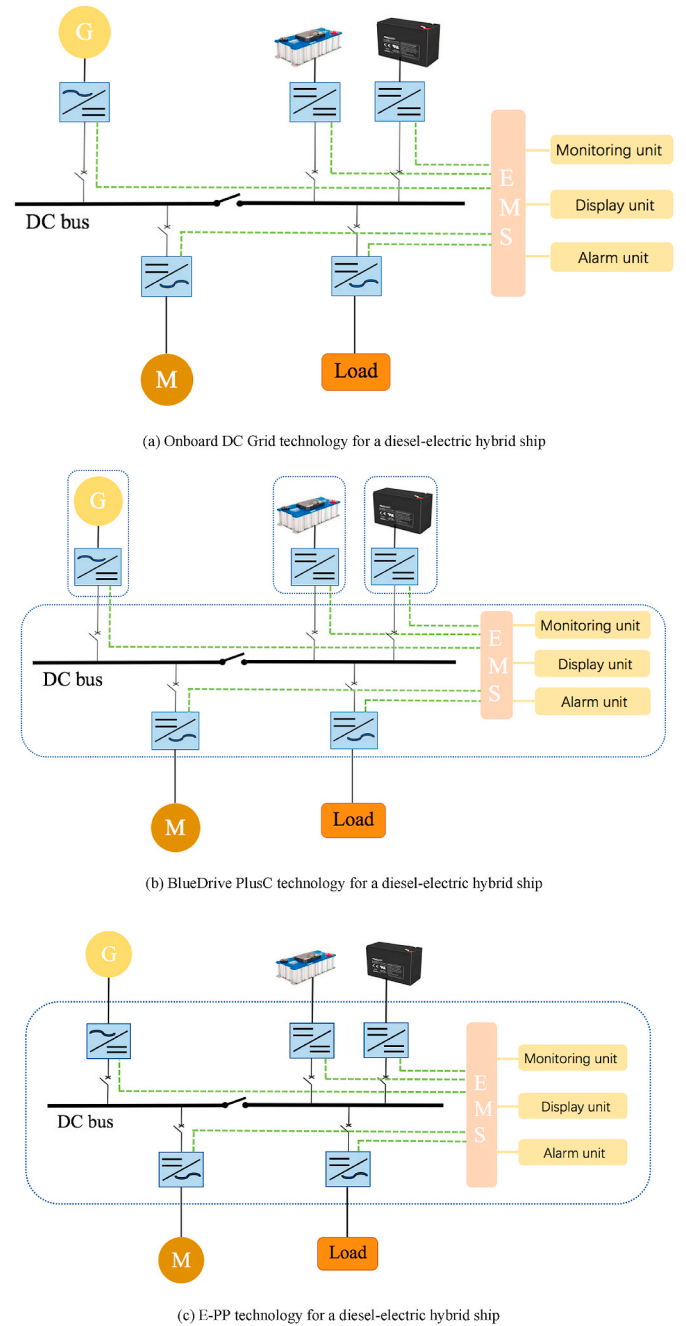 G
E
M
S
Monitoring unit
Display unit
Alarm unit
DC bus
M
Load
(a) Onboard DC Grid technology for a diesel-electric hybrid ship
G
E
M
S
Monitoring unit
Display unit
Alarm unit
DC bus
M
Load
(b) BlueDrive PlusC technology for a diesel-electric hybrid ship
G
E
M
S
Monitoring unit
Display unit
Alarm unit
DC bus
M
Load
(c) E-PP technology for a diesel-electric hybrid ship